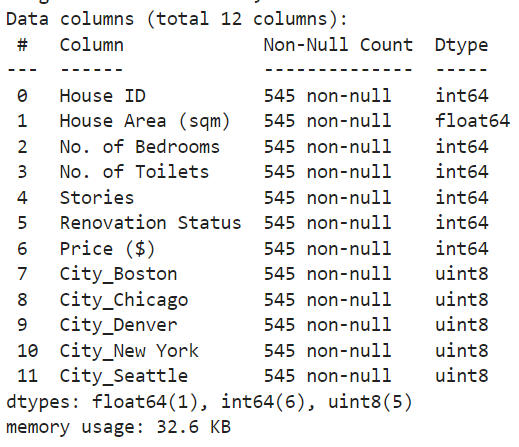 Data columns (total 12 columns):
 #   Column             Non-Null Count  Dtype
---  ------             --------------  -----
 0   House ID           545 non-null    int64
 1   House Area (sqm)   545 non-null    float64
 2   No. of Bedrooms    545 non-null    int64
 3   No. of Toilets     545 non-null    int64
 4   Stories            545 non-null    int64
 5   Renovation Status  545 non-null    int64
 6   Price ($)          545 non-null    int64
 7   City_Boston        545 non-null    uint8
 8   City_Chicago       545 non-null    uint8
 9   City_Denver        545 non-null    uint8
 10  City_New York      545 non-null    uint8
 11  City_Seattle       545 non-null    uint8
dtypes: float64(1), int64(6), uint8(5)
memory usage: 32.6 KB